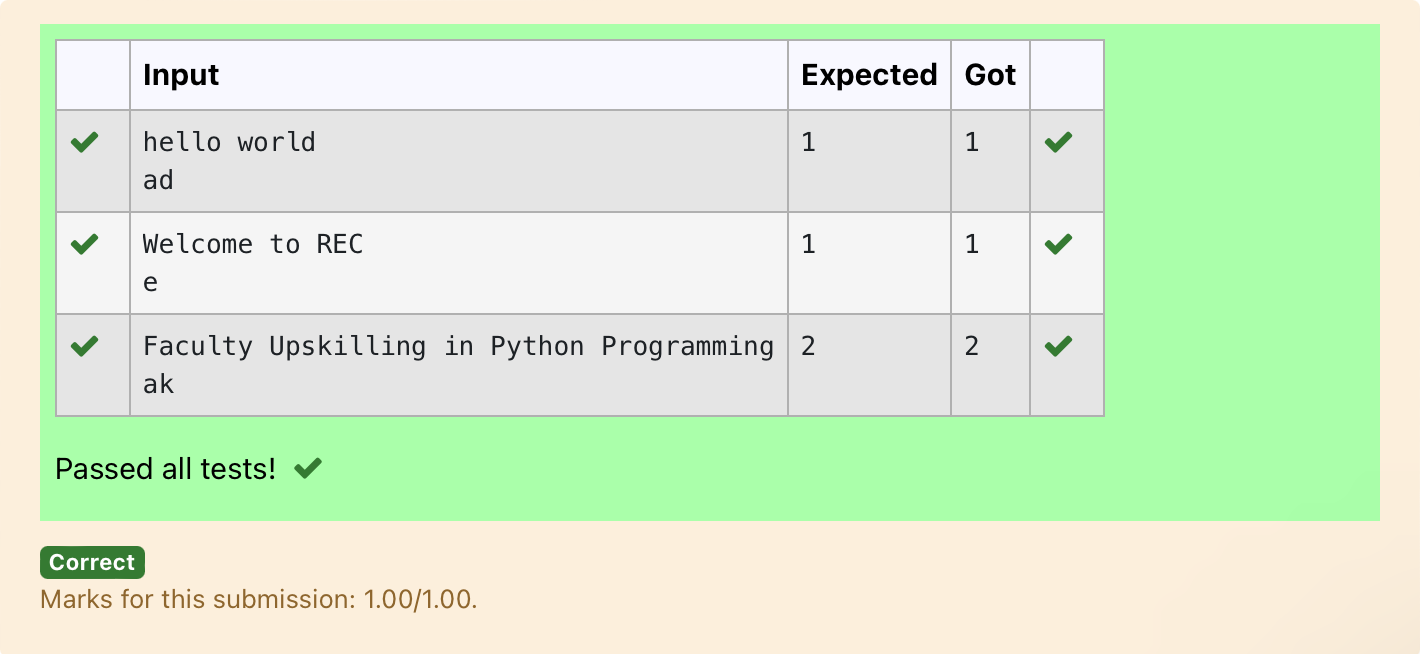 Input Expected Got
hello world 1 1
ad
Welcome to REC 1 1
e
Faculty Upskilling in Python Programming 2 2
ak
Passed all tests!
Correct
Marks for this submission: 1.00/1.00.